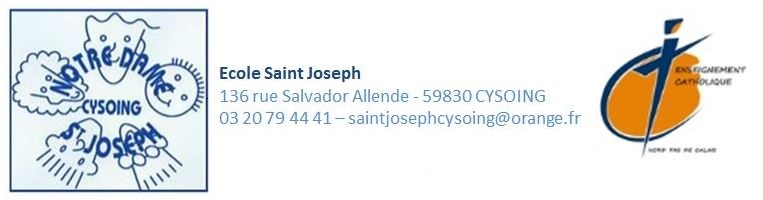 NOTRE DAME
CYSOING
ST JOSEPH
Ecole Saint Joseph
136 rue Salvador Allende - 59830 CYSOING
03 20 79 44 41 – saintjosephcysoing@orange.fr
ENSEIGNEMENT
CATHOLIQUE
NORD PAS DE CALAIS